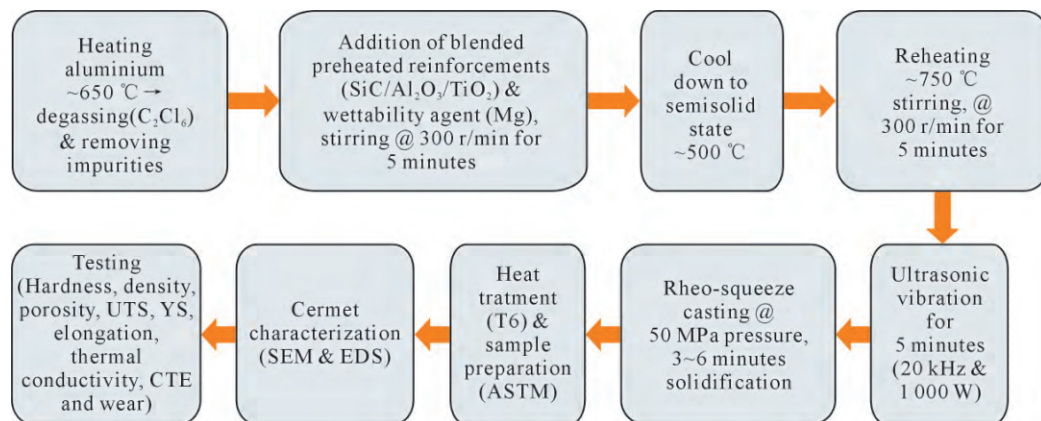 Heating
aluminium
~650 ℃ →
degassing(C₂Cl₆)
& removing
impurities
Addition of blended
preheated reinforcements
(SiC/Al₂O₃/TiO₂) &
wettability agent (Mg),
stirring @ 300 r/min for
5 minutes
Cool
down to
semisolid
state
~500 ℃
Reheating
~750 ℃
stirring, @
300 r/min for
5 minutes
Ultrasonic
vibration
for
5 minutes
(20 kHz &
1 000 W)
Rheo-squeeze
casting @
50 MPa pressure,
3~6 minutes
solidification
Heat
tratment
(T6) &
sample
preparation
(ASTM)
Cermet
characterization
(SEM & EDS)
Testing
(Hardness, density,
porosity, UTS, YS,
elongation,
thermal
conductivity, CTE
and wear)